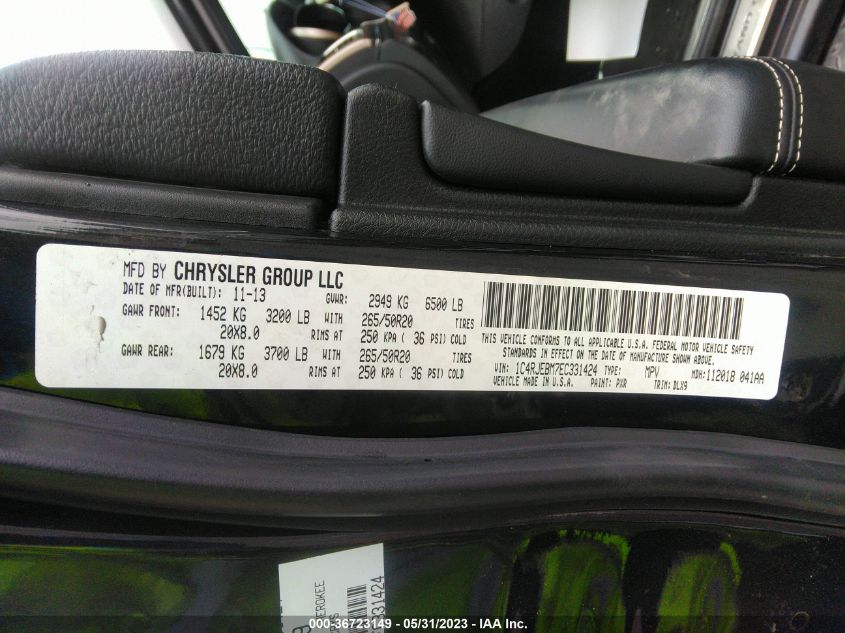 MFD BY CHRYSLER GROUP LLC
DATE OF MFR(BUILT): 11-13 GVWR: 2949 KG 6500 LB
GAWR FRONT: 1452 KG 3200 LB WITH 265/50R20 TIRES
20X8.0 RIMS AT 250 KPA ( 36 PSI) COLD
GAWR REAR: 1679 KG 3700 LB WITH 265/50R20 TIRES
20X8.0 RIMS AT 250 KPA ( 36 PSI) COLD
THIS VEHICLE CONFORMS TO ALL APPLICABLE U.S.A. FEDERAL MOTOR VEHICLE SAFETY
STANDARDS IN EFFECT ON THE DATE OF MANUFACTURE SHOWN ABOVE.
VIN: 1C4RJEBM7EC331424 TYPE: MPV MDH:112018 041AA
VEHICLE MADE IN U.S.A. PAINT: PXR TRIM: DLX9
331424
000-36723149 - 05/31/2023 - IAA Inc.